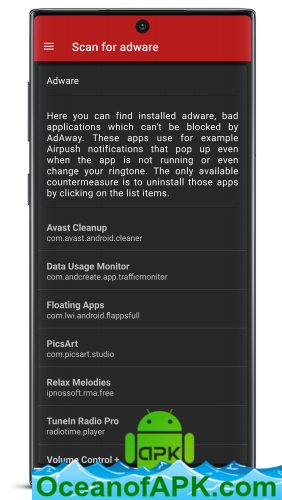 Scan for adware
Adware
Here you can find installed adware, bad
applications which can't be blocked by
AdAway. These apps use for example
Airpush notifications that pop up even
when the app is not running or even
change your ringtone. The only available
countermeasure is to uninstall those apps
by clicking on the list items.
Avast Cleanup
com.avast.android.cleaner
Data Usage Monitor
com.andcreate.app.trafficmonitor
Floating Apps
com.lwi.android.flappsfull
PicsArt
com.picsart.studio
Relax Melodies
ipnossoft.rma.free
TuneIn Radio Pro
radiotime.player
Volume Control +
APK
OceanofAPK.com